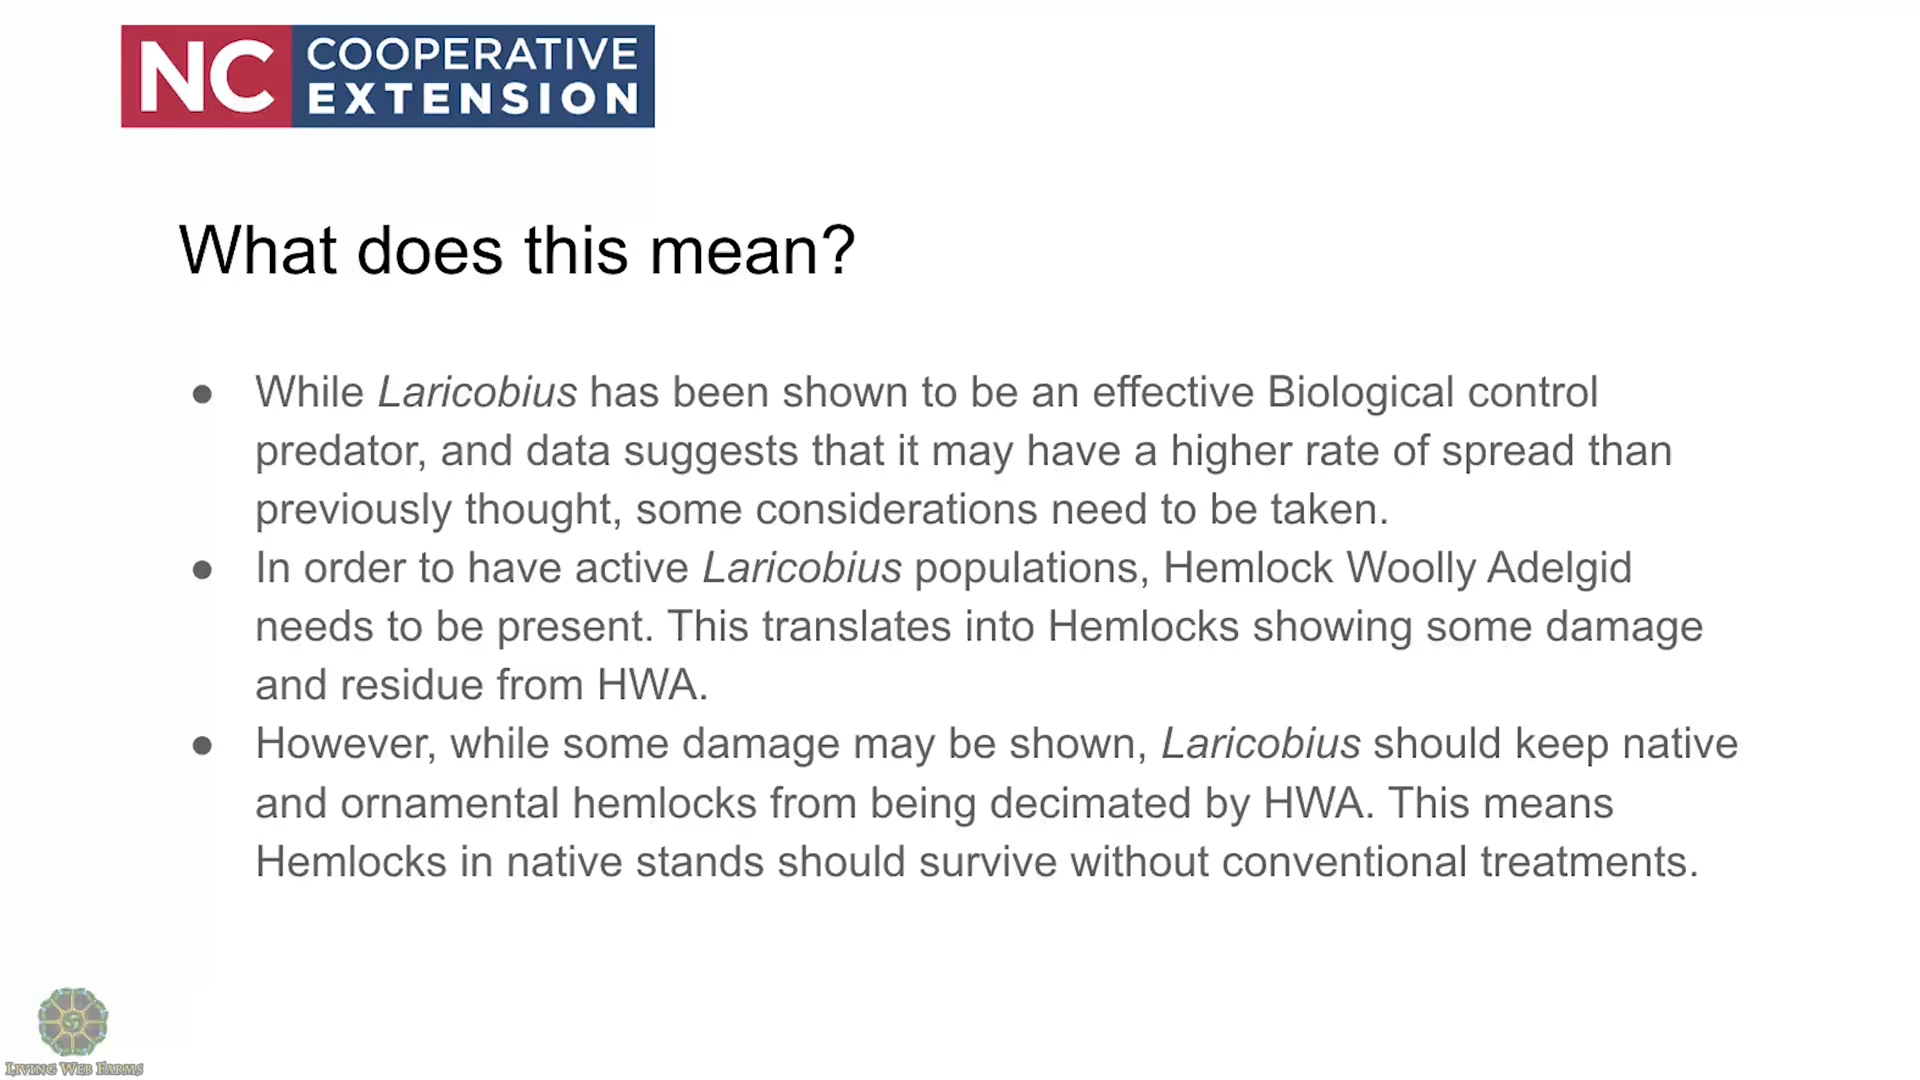 NC COOPERATIVE
EXTENSION
What does this mean?
● While Laricobius has been shown to be an effective Biological control
predator, and data suggests that it may have a higher rate of spread than
previously thought, some considerations need to be taken.
● In order to have active Laricobius populations, Hemlock Woolly Adelgid
needs to be present. This translates into Hemlocks showing some damage
and residue from HWA.
● However, while some damage may be shown, Laricobius should keep native
and ornamental hemlocks from being decimated by HWA. This means
Hemlocks in native stands should survive without conventional treatments.
LIVING WEB FARMS